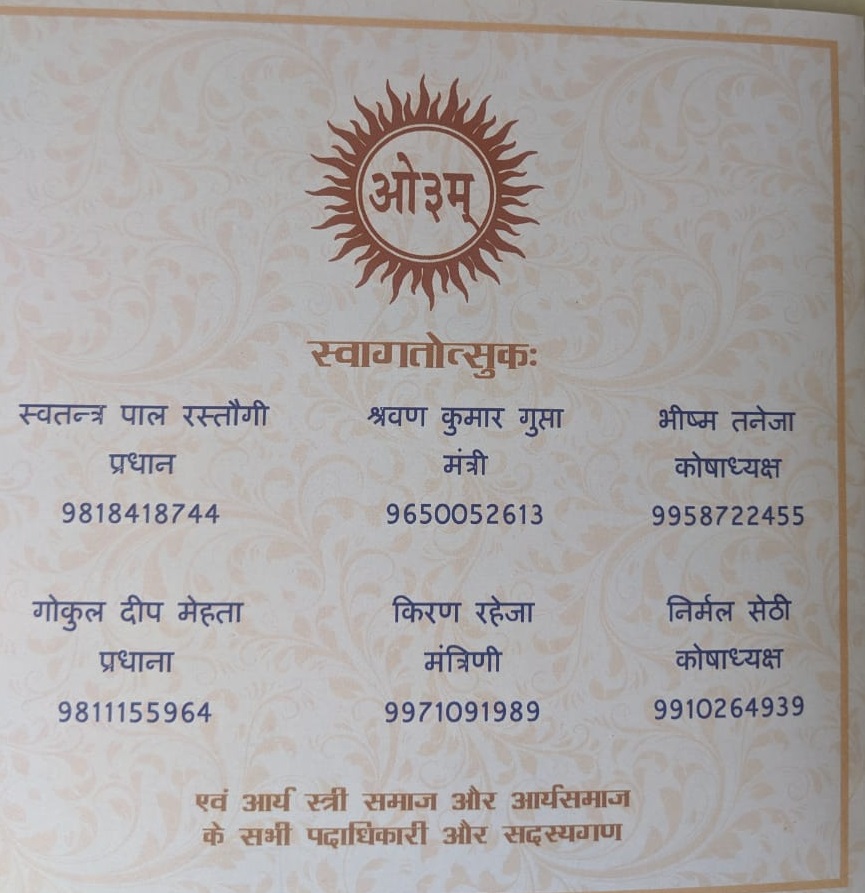 ओ३म्
स्वागतोत्सुकः
स्वतन्त्र पाल रस्तौगी श्रवण कुमार गुप्ता भीष्म तनेजा
प्रधान मंत्री कोषाध्यक्ष
9818418744 9650052613 9958722455
गोकुल दीप मेहता किरण रहेजा निर्मल सेठी
प्रधाना मंत्रिणी कोषाध्यक्ष
9811155964 9971091989 9910264939
एवं आर्य स्त्री समाज और आर्यसमाज
के सभी पदाधिकारी और सदस्यगण